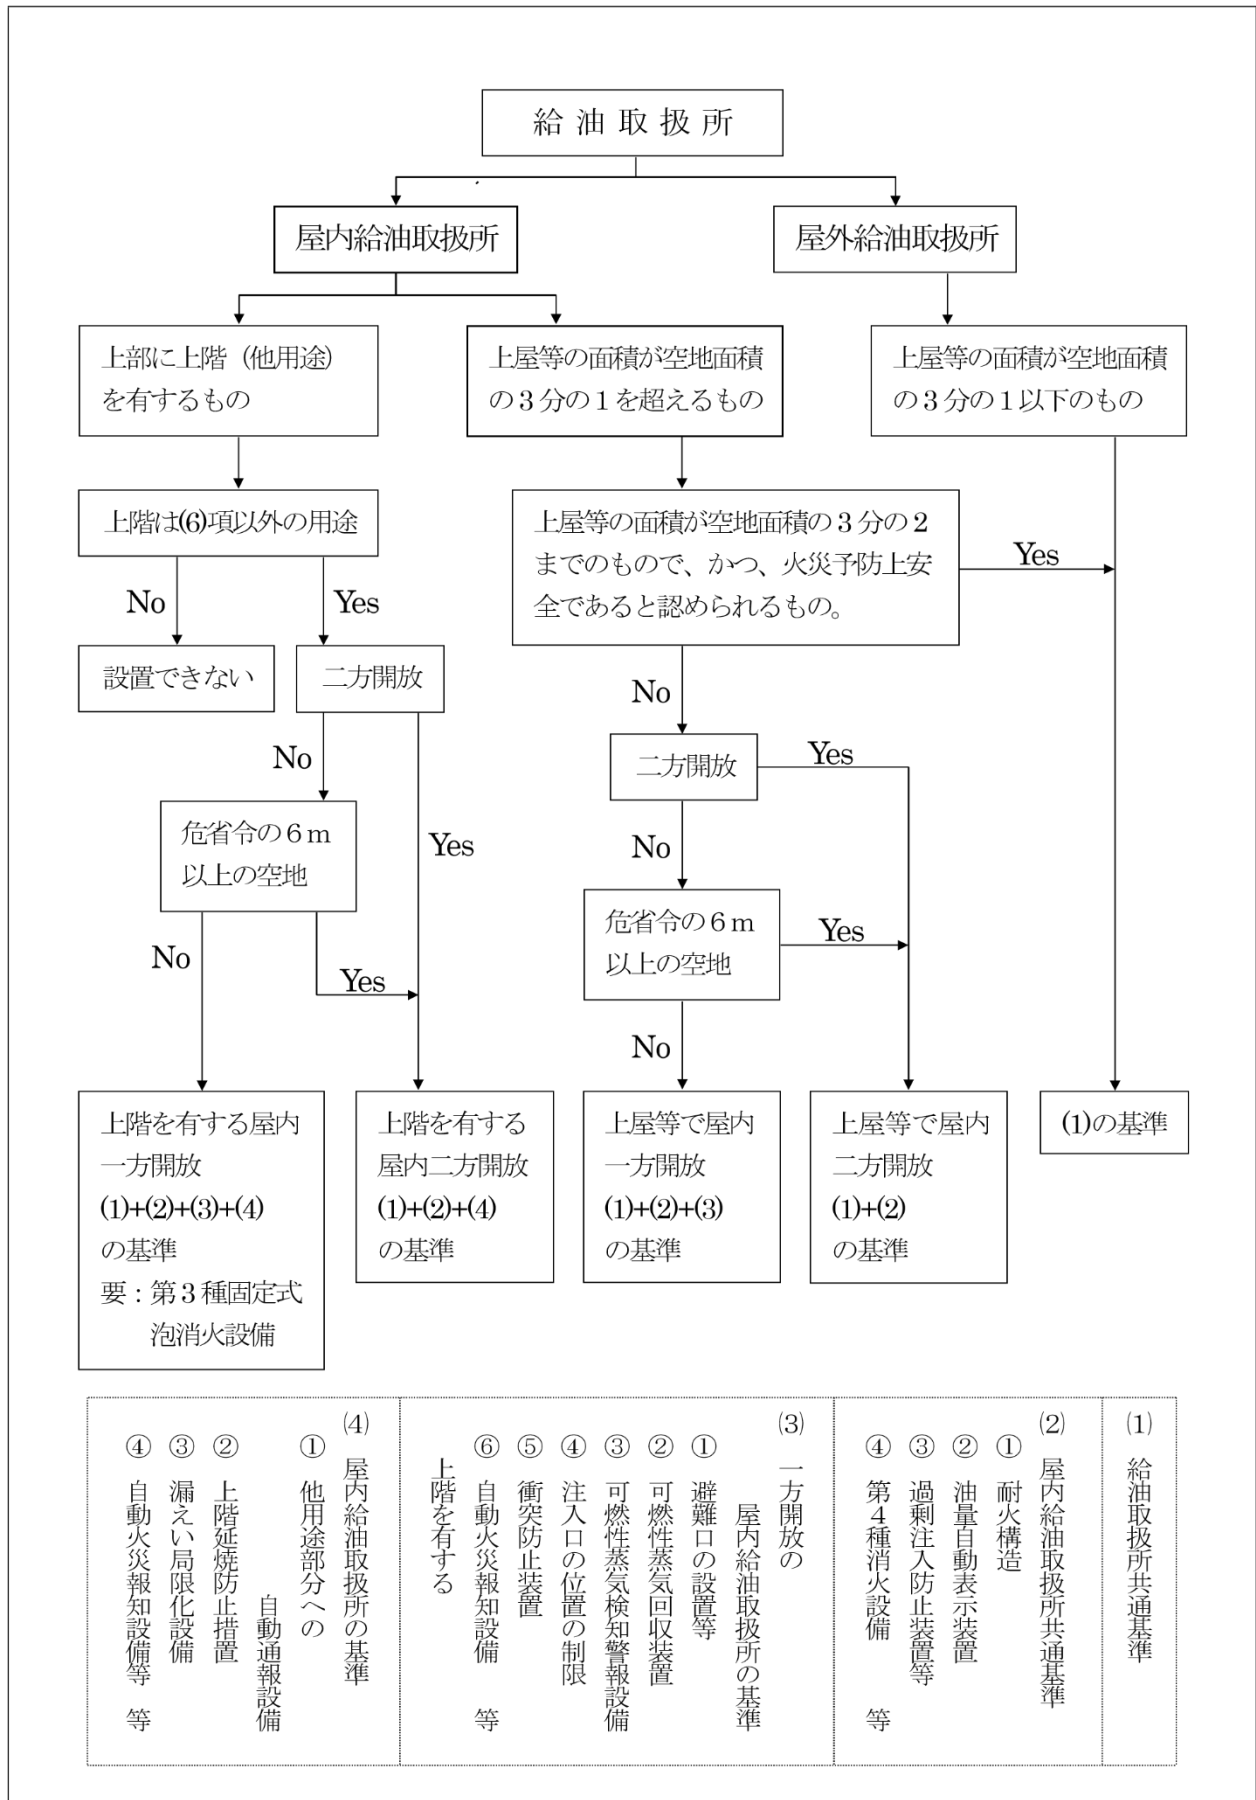 給油取扱所
屋内給油取扱所
屋外給油取扱所
上部に上階（他用途）
を有するもの
上屋等の面積が空地面積
の３分の１を超えるもの
上屋等の面積が空地面積
の３分の１以下のもの
上階は(6)項以外の用途
上屋等の面積が空地面積の３分の２
までのもので、かつ、火災予防上安
全であると認められるもの。
Yes
No
Yes
設置できない
二方開放
No
No
二方開放
Yes
危省令の６ｍ
以上の空地
Yes
No
危省令の６ｍ
以上の空地
Yes
No
Yes
No
上階を有する屋内
一方開放
(1)+(2)+(3)+(4)
の基準
要：第３種固定式
泡消火設備
上階を有する
屋内二方開放
(1)+(2)+(4)
の基準
上屋等で屋内
一方開放
(1)+(2)+(3)
の基準
上屋等で屋内
二方開放
(1)+(2)
の基準
(1)の基準
(1) 給油取扱所共通基準
(2) 屋内給油取扱所共通基準
① 耐火構造
② 油量自動表示装置
③ 過剰注入防止装置等
④ 第４種消火設備 等
(3) 一方開放の
屋内給油取扱所の基準
① 避難口の設置等
② 可燃性蒸気回収装置
③ 可燃性蒸気検知警報設備
④ 注入口の位置の制限
⑤ 衝突防止装置
⑥ 自動火災報知設備 等
上階を有する
(4) 屋内給油取扱所の基準
① 他用途部分への
自動通報設備
② 上階延焼防止措置
③ 漏えい局限化設備
④ 自動火災報知設備等 等